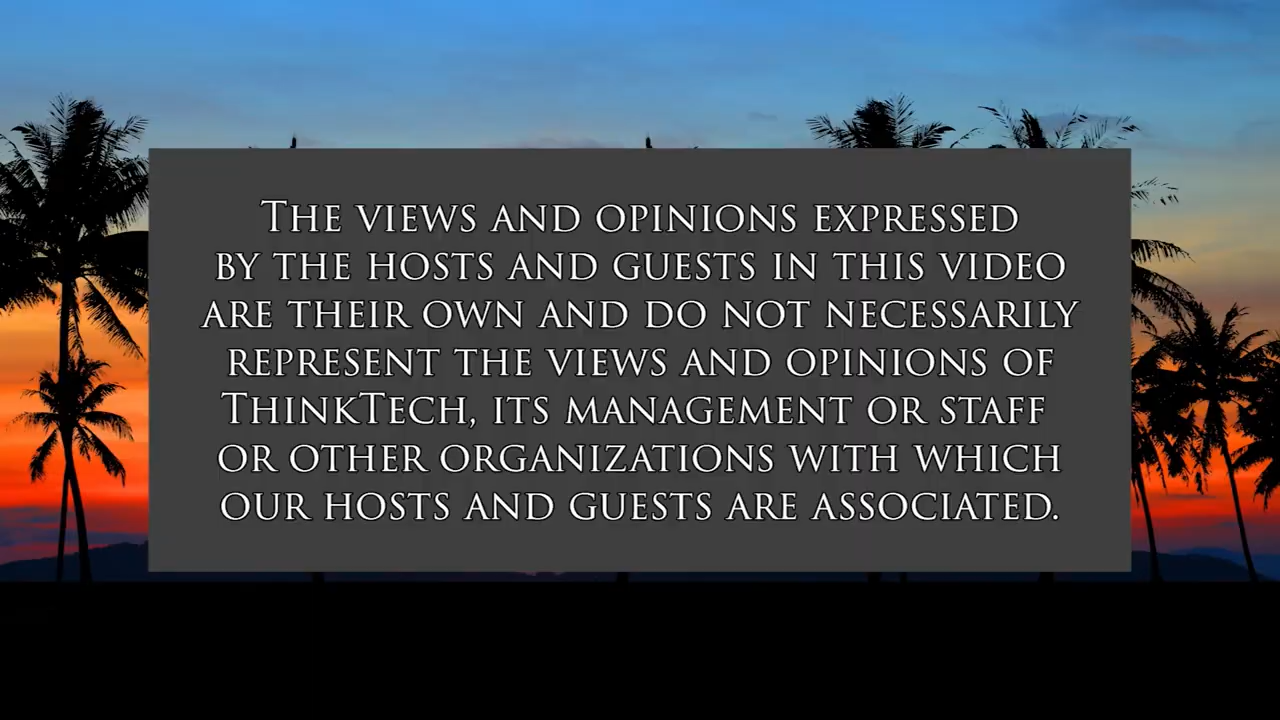 The views and opinions expressed
by the hosts and guests in this video
are their own and do not necessarily
represent the views and opinions of
ThinkTech, its management or staff
or other organizations with which
our hosts and guests are associated.